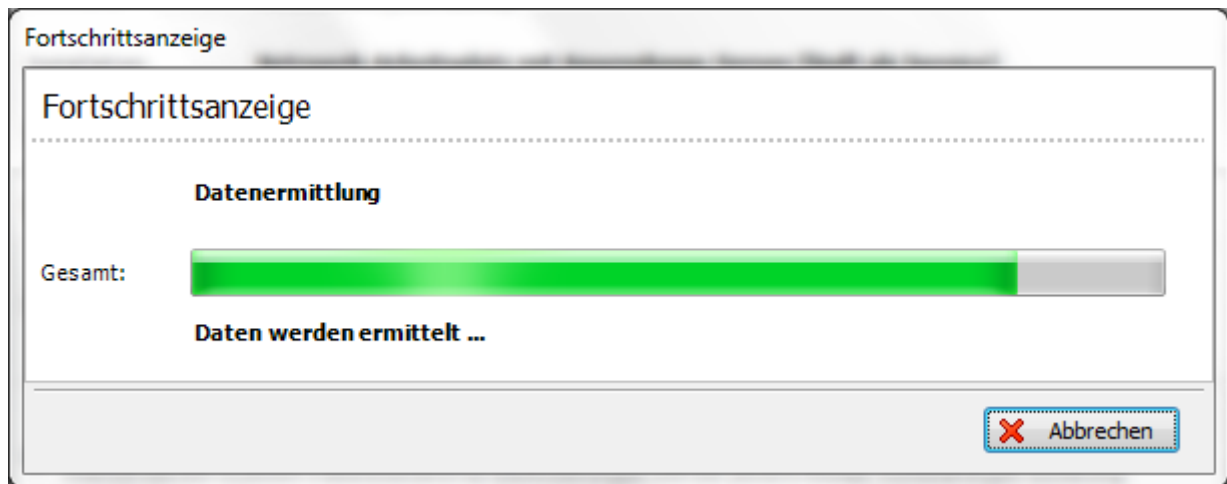 Fortschrittsanzeige
Fortschrittsanzeige
Datenermittlung
Gesamt:
Daten werden ermittelt ...
Abbrechen